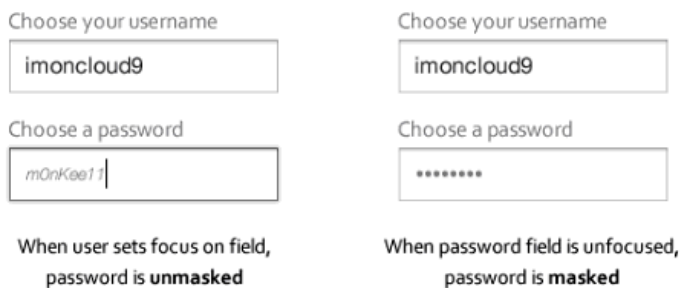 Choose your username
imoncloud9
Choose a password
m0nKee11
When user sets focus on field,
password is unmasked
Choose your username
imoncloud9
Choose a password
••••••••
When password field is unfocused,
password is masked